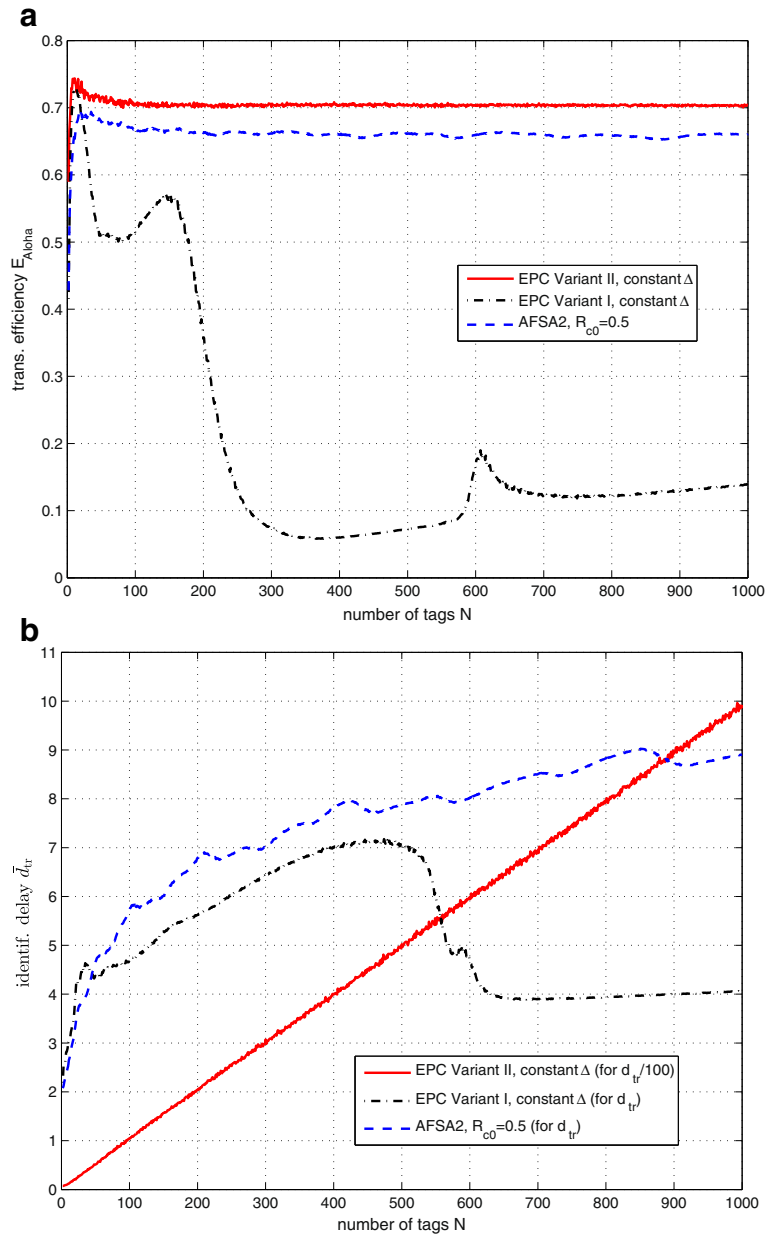 a
0.8
0.7
0.6
0.5
0.4
0.3
0.2
0.1
0
trans. efficiency E_Aloha
EPC Variant II, constant Δ
EPC Variant I, constant Δ
AFSA2, R_c0=0.5
0 100 200 300 400 500 600 700 800 900 1000
number of tags N
b
11
10
9
8
7
6
5
4
3
2
1
0
identif. delay d̄_tr
EPC Variant II, constant Δ (for d_tr/100)
EPC Variant I, constant Δ (for d_tr)
AFSA2, R_c0=0.5 (for d_tr)
0 100 200 300 400 500 600 700 800 900 1000
number of tags N